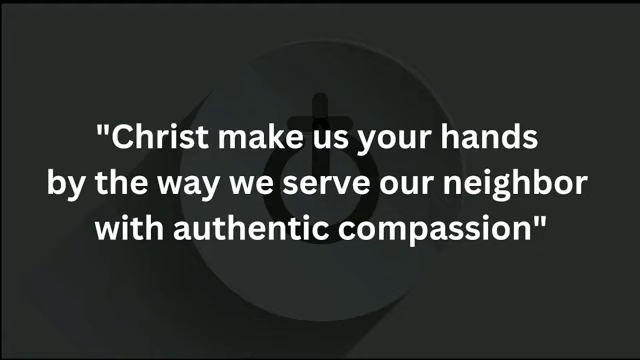 "Christ make us your hands
by the way we serve our neighbor
with authentic compassion"